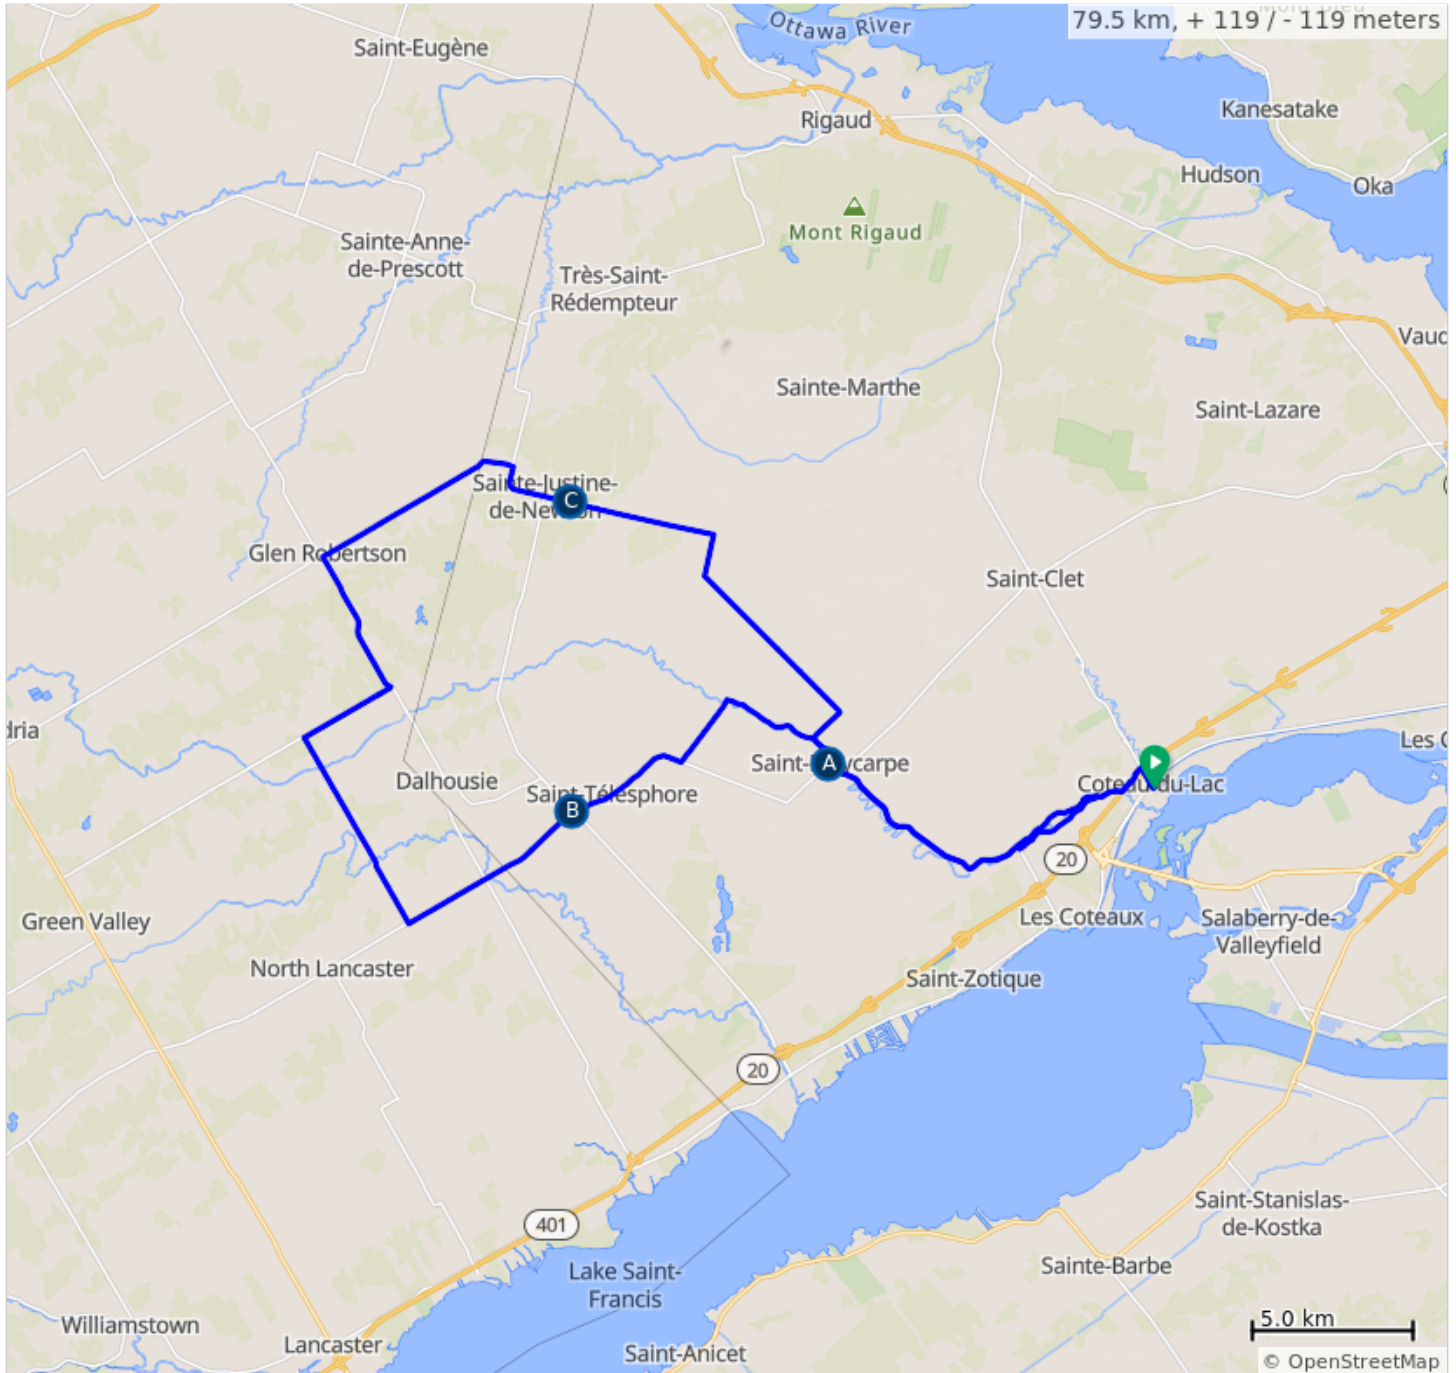 79.5 km, + 119 / - 119 meters
Ottawa River
Saint-Eugène
Kanesatake
Rigaud
Hudson
Oka
Mont Rigaud
Sainte-Anne-
de-Prescott
Très-Saint-
Rédempteur
Vaud
Sainte-Marthe
Saint-Lazare
Sainte-Justine-
C
Glen Robertson
Saint-Clet
dria
Les C
A
Dalhousie
Coteau-du-Lac
Saint-Télesphore
B
20
Green Valley
Les Coteaux
Salaberry-de-
Valleyfield
North Lancaster
Saint-Zotique
20
Saint-Stanislas-
de-Kostka
401
Sainte-Barbe
Lake Saint-
Francis
5.0 km
Williamstown
Lancaster
Saint-Anicet
© OpenStreetMap